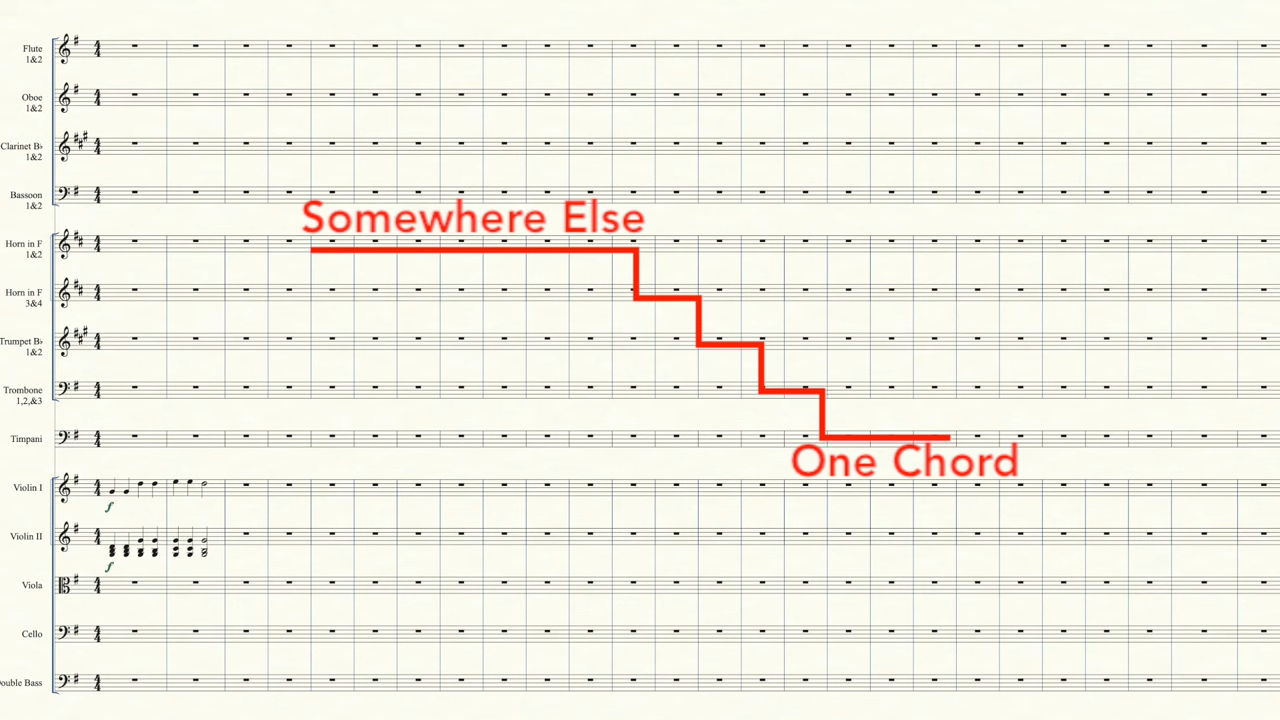 Flute
1&2
Oboe
1&2
Clarinet B♭
1&2
Bassoon
1&2
Somewhere Else
Horn in F
1&2
Horn in F
3&4
Trumpet B♭
1&2
Trombone
1,2,&3
Timpani
One Chord
Violin I
f
Violin II
f
Viola
Cello
ouble Bass